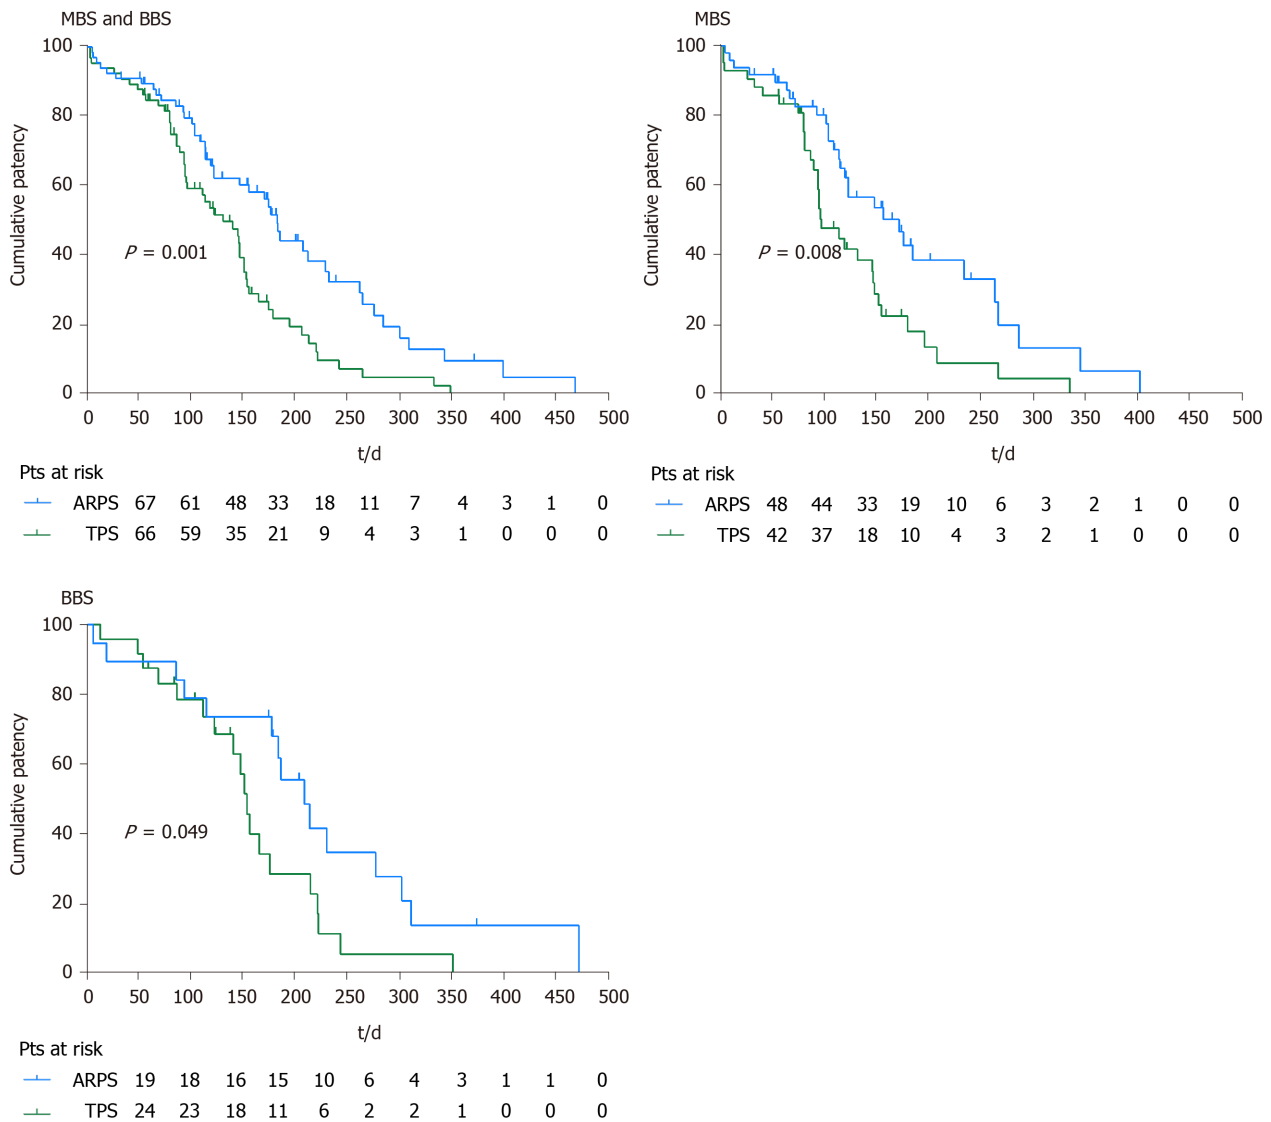 MBS and BBS
100
80
60
40
20
0
Cumulative patency
P = 0.001
0 50 100 150 200 250 300 350 400 450 500
t/d
Pts at risk
ARPS 67 61 48 33 18 11 7 4 3 1 0
TPS 66 59 35 21 9 4 3 1 0 0 0
MBS
100
80
60
40
20
0
Cumulative patency
P = 0.008
0 50 100 150 200 250 300 350 400 450 500
t/d
Pts at risk
ARPS 48 44 33 19 10 6 3 2 1 0 0
TPS 42 37 18 10 4 3 2 1 0 0 0
BBS
100
80
60
40
20
0
Cumulative patency
P = 0.049
0 50 100 150 200 250 300 350 400 450 500
t/d
Pts at risk
ARPS 19 18 16 15 10 6 4 3 1 1 0
TPS 24 23 18 11 6 2 2 1 0 0 0